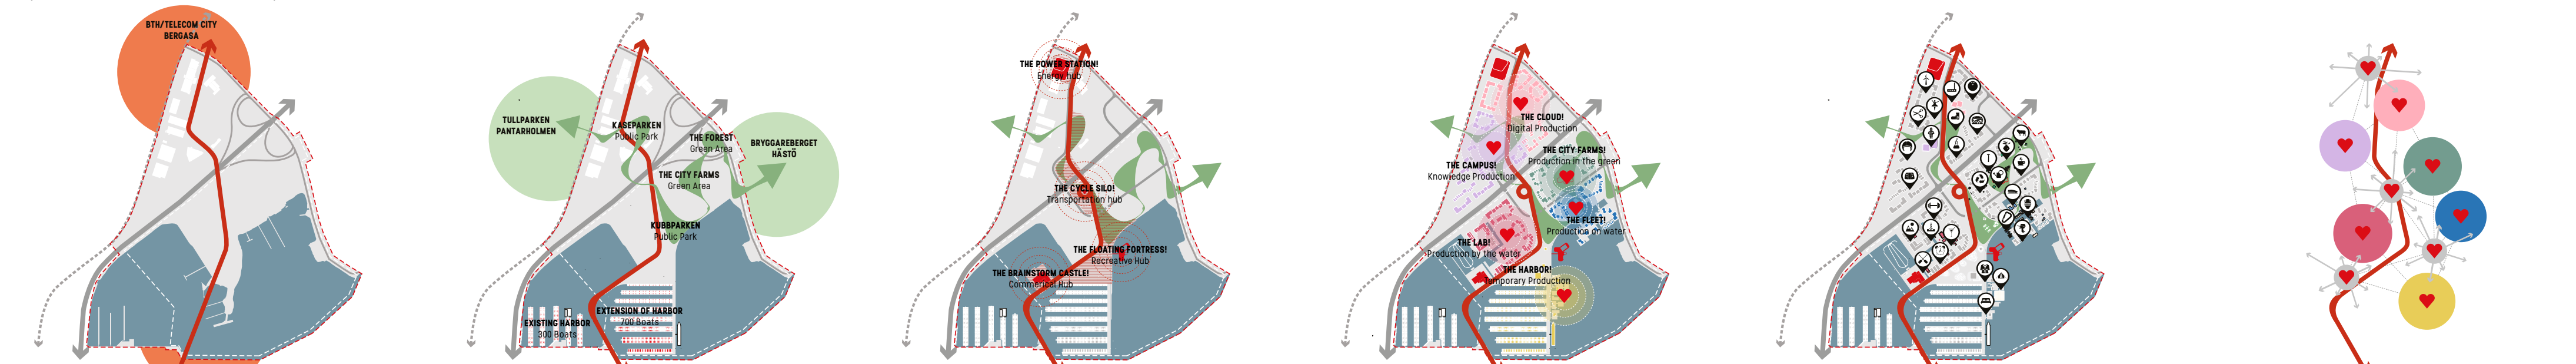 BTH/TELECOM CITY
BERGASA
TULLPARKEN
PANTARHOLMEN
KASEPARKEN
Public Park
THE FOREST
Green Area
BRYGGAREBERGET
HÄSTÖ
THE CITY FARMS
Green Area
KUBBPARKEN
Public Park
EXTENSION OF HARBOR
700 Boats
EXISTING HARBOR
300 Boats
THE POWER STATION!
Energy hub
THE CYCLE SILO!
Transportation hub
THE FLOATING FORTRESS!
Recreative Hub
THE BRAINSTORM CASTLE!
Commerical Hub
THE CLOUD!
Digital Production
THE CITY FARMS!
Production in the green
THE CAMPUS!
Knowledge Production
THE FLEET!
Production on water
THE LAB!
Production by the water
THE HARBOR!
Temporary Production